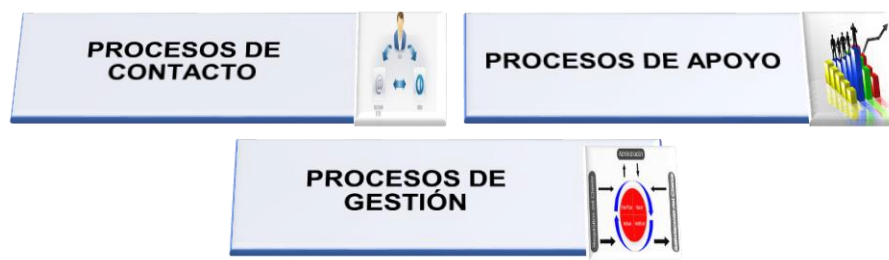 PROCESOS DE
CONTACTO
PROCESOS DE APOYO
PROCESOS DE
GESTIÓN